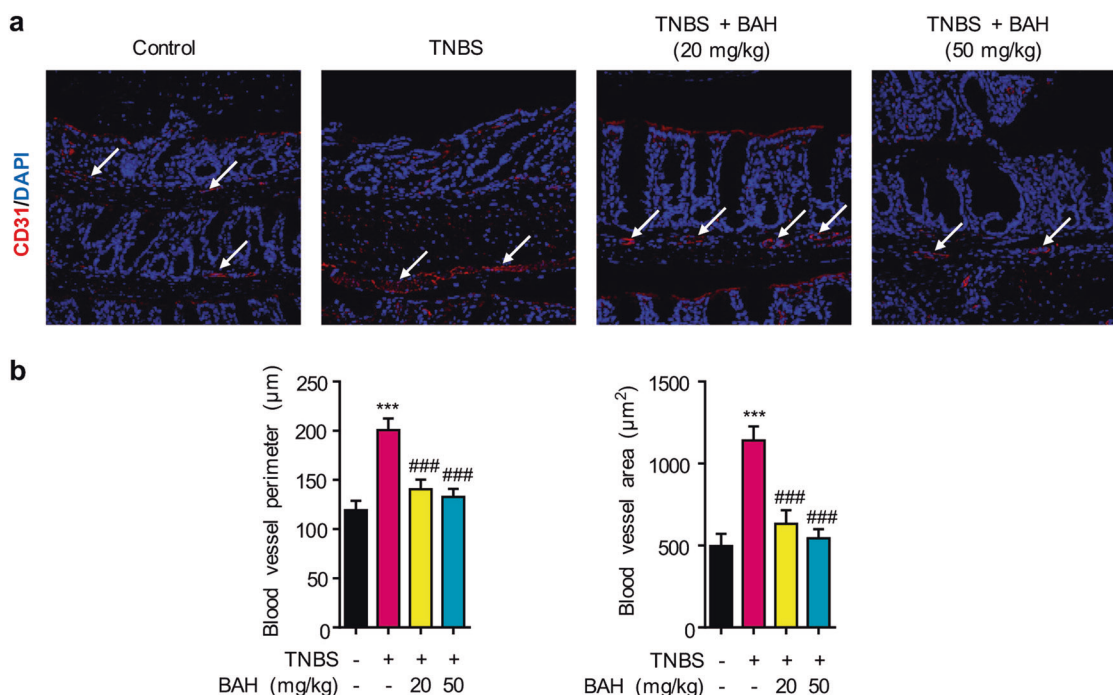 a
Control
TNBS
TNBS + BAH
(20 mg/kg)
TNBS + BAH
(50 mg/kg)
CD31/DAPI
b
Blood vessel perimeter (µm)
250
200
150
100
50
0
***
###
###
TNBS - + + +
BAH (mg/kg) - - 20 50
Blood vessel area (µm²)
1500
1000
500
0
***
###
###
TNBS - + + +
BAH (mg/kg) - - 20 50